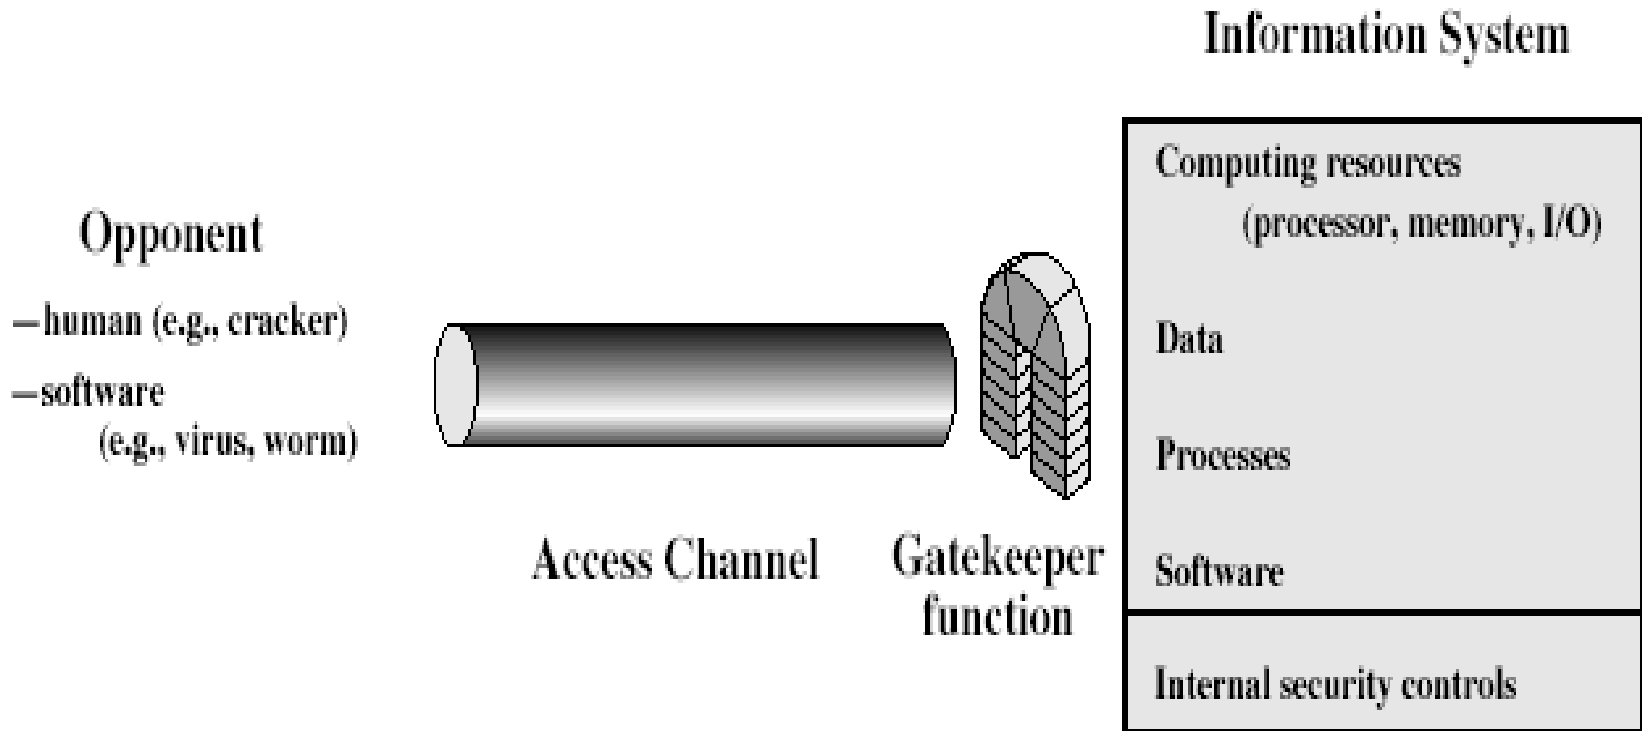 Information System
Opponent
—human (e.g., cracker)
—software
(e.g., virus, worm)
Access Channel
Gatekeeper
function
Computing resources
(processor, memory, I/O)
Data
Processes
Software
Internal security controls